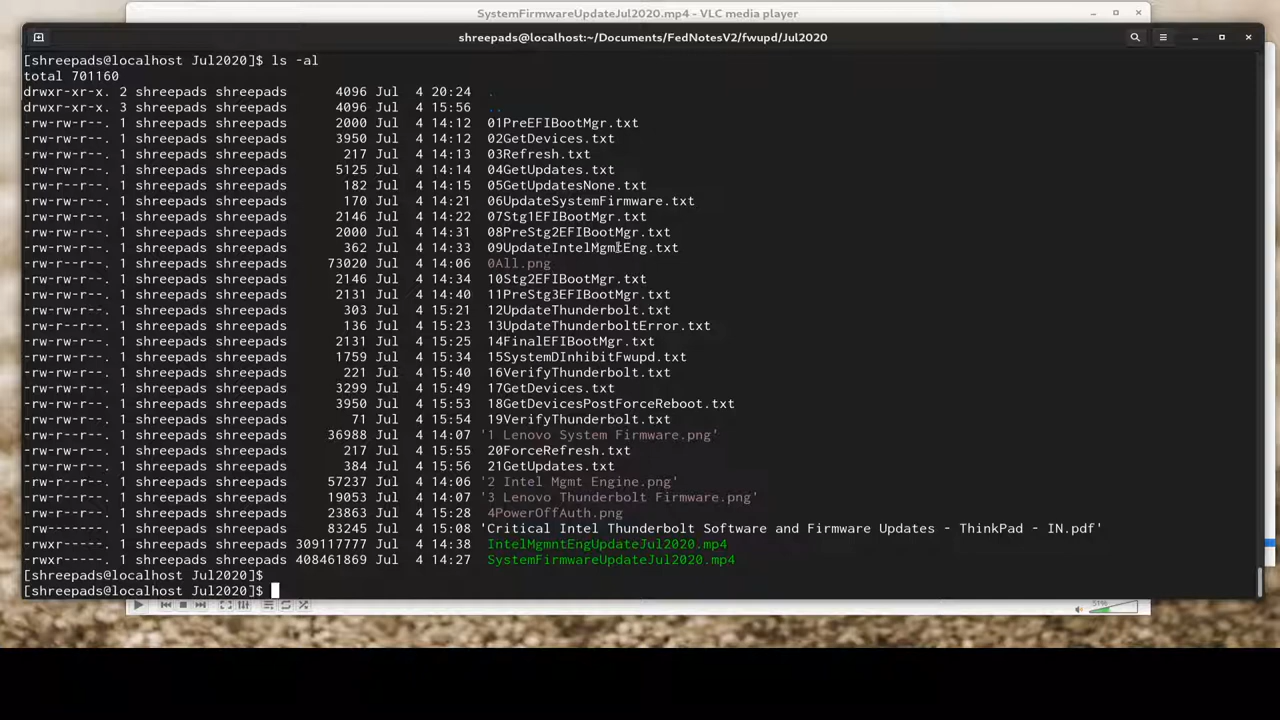 SystemFirmwareUpdateJul2020.mp4 - VLC media player
shreepads@localhost:~/Documents/FedNotesV2/fwupd/Jul2020
[shreepads@localhost Jul2020]$ ls -al
total 701160
drwxr-xr-x. 2 shreepads shreepads 4096 Jul 4 20:24 .
drwxr-xr-x. 3 shreepads shreepads 4096 Jul 4 15:56 ..
-rw-rw-r--. 1 shreepads shreepads 2000 Jul 4 14:12 01PreEFIBootMgr.txt
-rw-rw-r--. 1 shreepads shreepads 3950 Jul 4 14:12 02GetDevices.txt
-rw-rw-r--. 1 shreepads shreepads 217 Jul 4 14:13 03Refresh.txt
-rw-rw-r--. 1 shreepads shreepads 5125 Jul 4 14:14 04GetUpdates.txt
-rw-rw-r--. 1 shreepads shreepads 182 Jul 4 14:15 05GetUpdatesNone.txt
-rw-rw-r--. 1 shreepads shreepads 170 Jul 4 14:21 06UpdateSystemFirmware.txt
-rw-rw-r--. 1 shreepads shreepads 2146 Jul 4 14:22 07Stg1EFIBootMgr.txt
-rw-rw-r--. 1 shreepads shreepads 2000 Jul 4 14:31 08PreStg2EFIBootMgr.txt
-rw-rw-r--. 1 shreepads shreepads 362 Jul 4 14:33 09UpdateIntelMgmtEng.txt
-rw-rw-r--. 1 shreepads shreepads 73020 Jul 4 14:06 0All.png
-rw-rw-r--. 1 shreepads shreepads 2146 Jul 4 14:34 10Stg2EFIBootMgr.txt
-rw-rw-r--. 1 shreepads shreepads 2131 Jul 4 14:40 11PreStg3EFIBootMgr.txt
-rw-rw-r--. 1 shreepads shreepads 303 Jul 4 15:21 12UpdateThunderbolt.txt
-rw-rw-r--. 1 shreepads shreepads 136 Jul 4 15:23 13UpdateThunderboltError.txt
-rw-rw-r--. 1 shreepads shreepads 2131 Jul 4 15:25 14FinalEFIBootMgr.txt
-rw-rw-r--. 1 shreepads shreepads 1759 Jul 4 15:34 15SystemDInhibitFwupd.txt
-rw-rw-r--. 1 shreepads shreepads 221 Jul 4 15:40 16VerifyThunderbolt.txt
-rw-rw-r--. 1 shreepads shreepads 3299 Jul 4 15:49 17GetDevices.txt
-rw-rw-r--. 1 shreepads shreepads 3950 Jul 4 15:53 18GetDevicesPostForceReboot.txt
-rw-rw-r--. 1 shreepads shreepads 71 Jul 4 15:54 19VerifyThunderbolt.txt
-rw-rw-r--. 1 shreepads shreepads 36988 Jul 4 14:07 '1 Lenovo System Firmware.png'
-rw-rw-r--. 1 shreepads shreepads 217 Jul 4 15:55 20ForceRefresh.txt
-rw-rw-r--. 1 shreepads shreepads 384 Jul 4 15:56 21GetUpdates.txt
-rw-rw-r--. 1 shreepads shreepads 57237 Jul 4 14:06 '2 Intel Mgmt Engine.png'
-rw-rw-r--. 1 shreepads shreepads 19053 Jul 4 14:07 '3 Lenovo Thunderbolt Firmware.png'
-rw-rw-r--. 1 shreepads shreepads 23863 Jul 4 15:28 4PowerOffAuth.png
-rw-------. 1 shreepads shreepads 83245 Jul 4 15:08 'Critical Intel Thunderbolt Software and Firmware Updates - ThinkPad - IN.pdf'
-rwxr-----. 1 shreepads shreepads 309117777 Jul 4 14:38 IntelMgmntEngUpdateJul2020.mp4
-rwxr-----. 1 shreepads shreepads 408461869 Jul 4 14:27 SystemFirmwareUpdateJul2020.mp4
[shreepads@localhost Jul2020]$
[shreepads@localhost Jul2020]$
51%